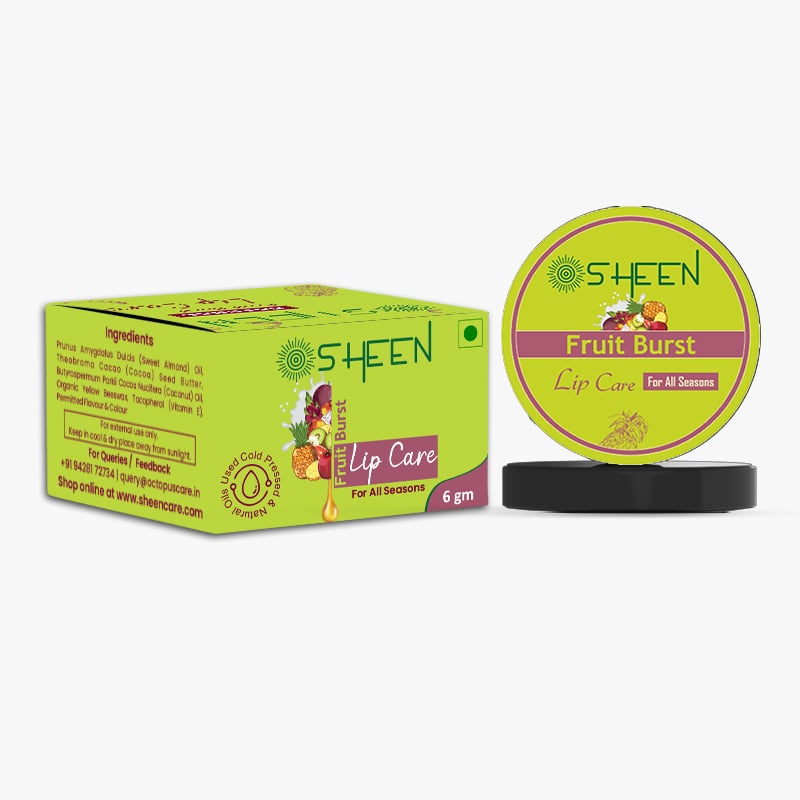 Ingredients
Prunus Amygdalus Dulcis (Sweet Almond) Oil,
Theobroma Cacao (Cocoa) Seed Butter,
Butyrospermum Parkii Cocos Nucifera (Coconut) Oil,
Organic Yellow Beeswax, Tocopherol (Vitamin E),
Permitted Flavour & Colour
For external use only.
Keep in cool & dry place away from sunlight.
For Queries / Feedback
+91 94281 72734 | query@octopuscare.in
Shop online at www.sheencare.com
SHEEN
Fruit Burst
Lip Care
For All Seasons
Cold Pressed & Natural Oils Used
6 gm
SHEEN
Fruit Burst
Lip Care
For All Seasons